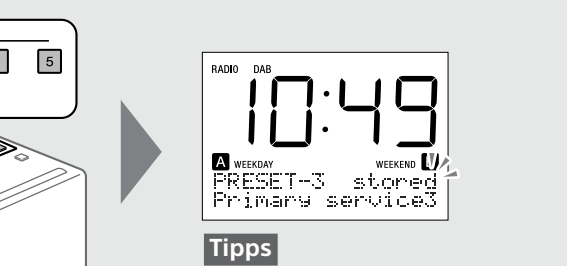 5
RADIO DAB
10:49
A WEEKDAY WEEKEND
PRESET-3 stored
Primary service3
Tipps